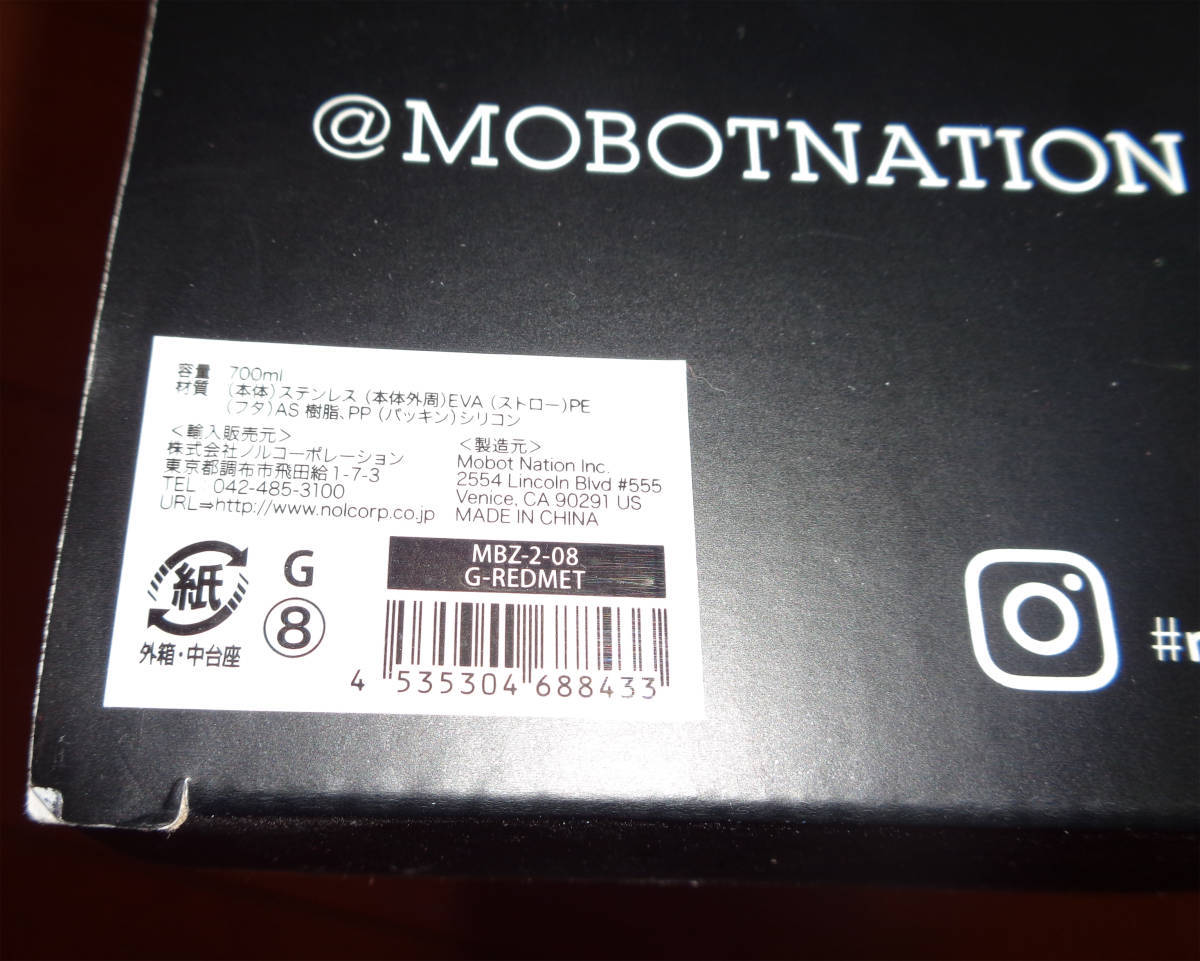 @MOBOTNATION
容量 700ml
材質 (本体)ステンレス (本体外周)EVA (ストロー)PE
(フタ)AS 樹脂、PP (パッキン)シリコン
<輸入販売元>
株式会社ノルコーポレーション
東京都調布市飛田給1-7-3
TEL : 042-485-3100
URL⇒http://www.nolcorp.co.jp
<製造元>
Mobot Nation Inc.
2554 Lincoln Blvd #555
Venice, CA 90291 US
MADE IN CHINA
紙
外箱・中台座
G
⑧
MBZ-2-08
G-REDMET
4 535304 688433